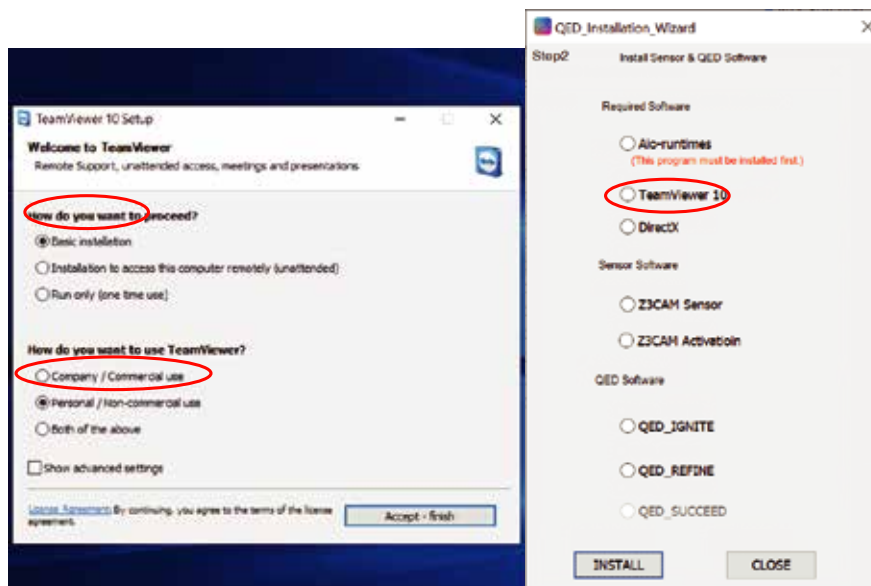 TeamViewer 10 Setup
Welcome to TeamViewer
Remote Support, unattended access, meetings and presentations
How do you want to proceed?
Basic installation
Installation to access this computer remotely (unattended)
Run only (one time use)
How do you want to use TeamViewer?
Company / Commercial use
Personal / Non-commercial use
Both of the above
Show advanced settings
License Agreement: By continuing, you agree to the terms of the license
agreement.
Accept - finish
QED_Installation_Wizard
Step2
Install Sensor & QED Software
Required Software
Aio-runtimes
(This program must be installed first.)
TeamViewer 10
DirectX
Sensor Software
Z3CAM Sensor
Z3CAM Activatioin
QED Software
QED_IGNITE
QED_REFINE
QED_SUCCEED
INSTALL
CLOSE